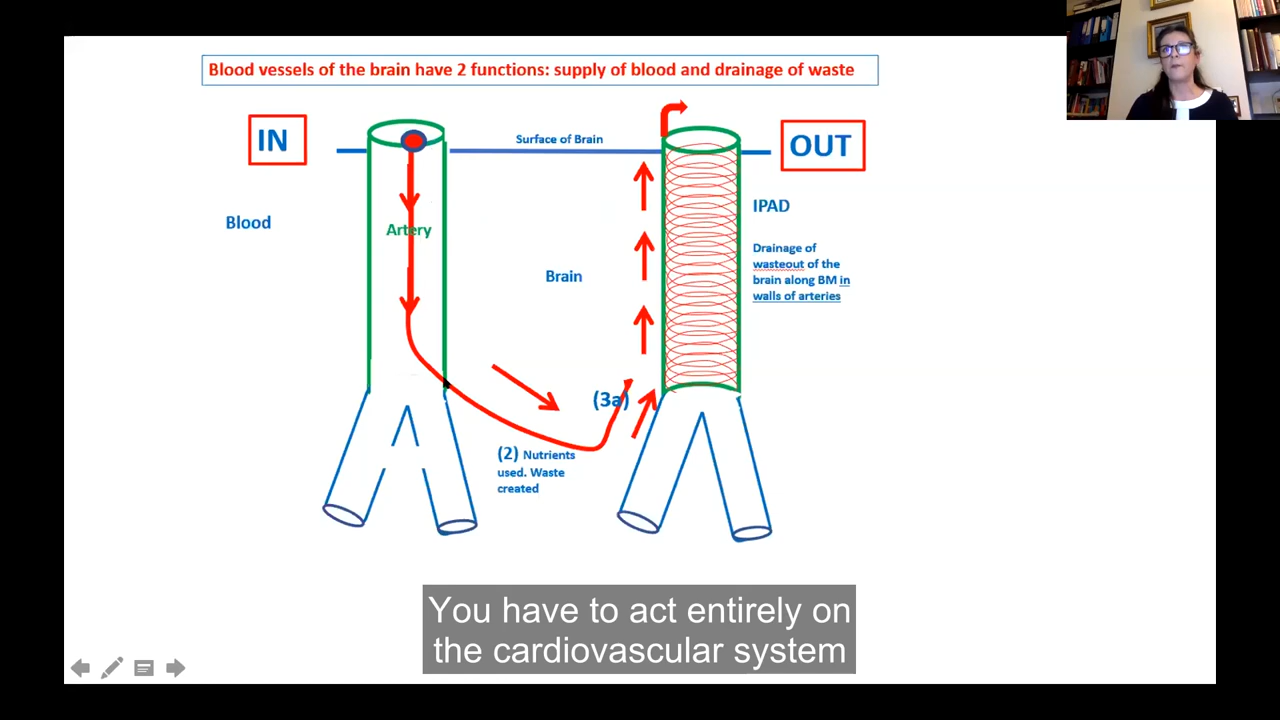 Blood vessels of the brain have 2 functions: supply of blood and drainage of waste
IN
Surface of Brain
OUT
Blood
Artery
Brain
IPAD
Drainage of
wasteout of the
brain along BM in
walls of arteries
(3a)
(2) Nutrients
used. Waste
created
You have to act entirely on
the cardiovascular system